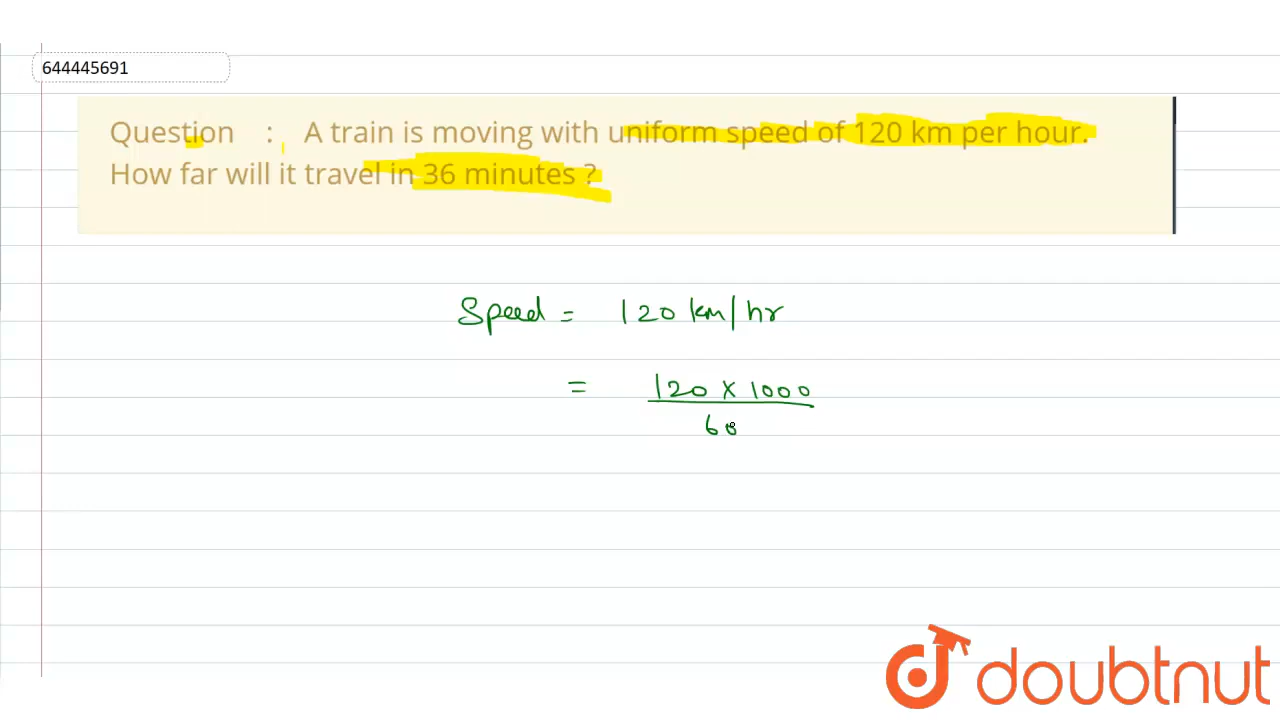 644445691
Question : A train is moving with uniform speed of 120 km per hour.
How far will it travel in 36 minutes ?
Speed = 120 km/hr
= 120 x 1000
60
doubtnut